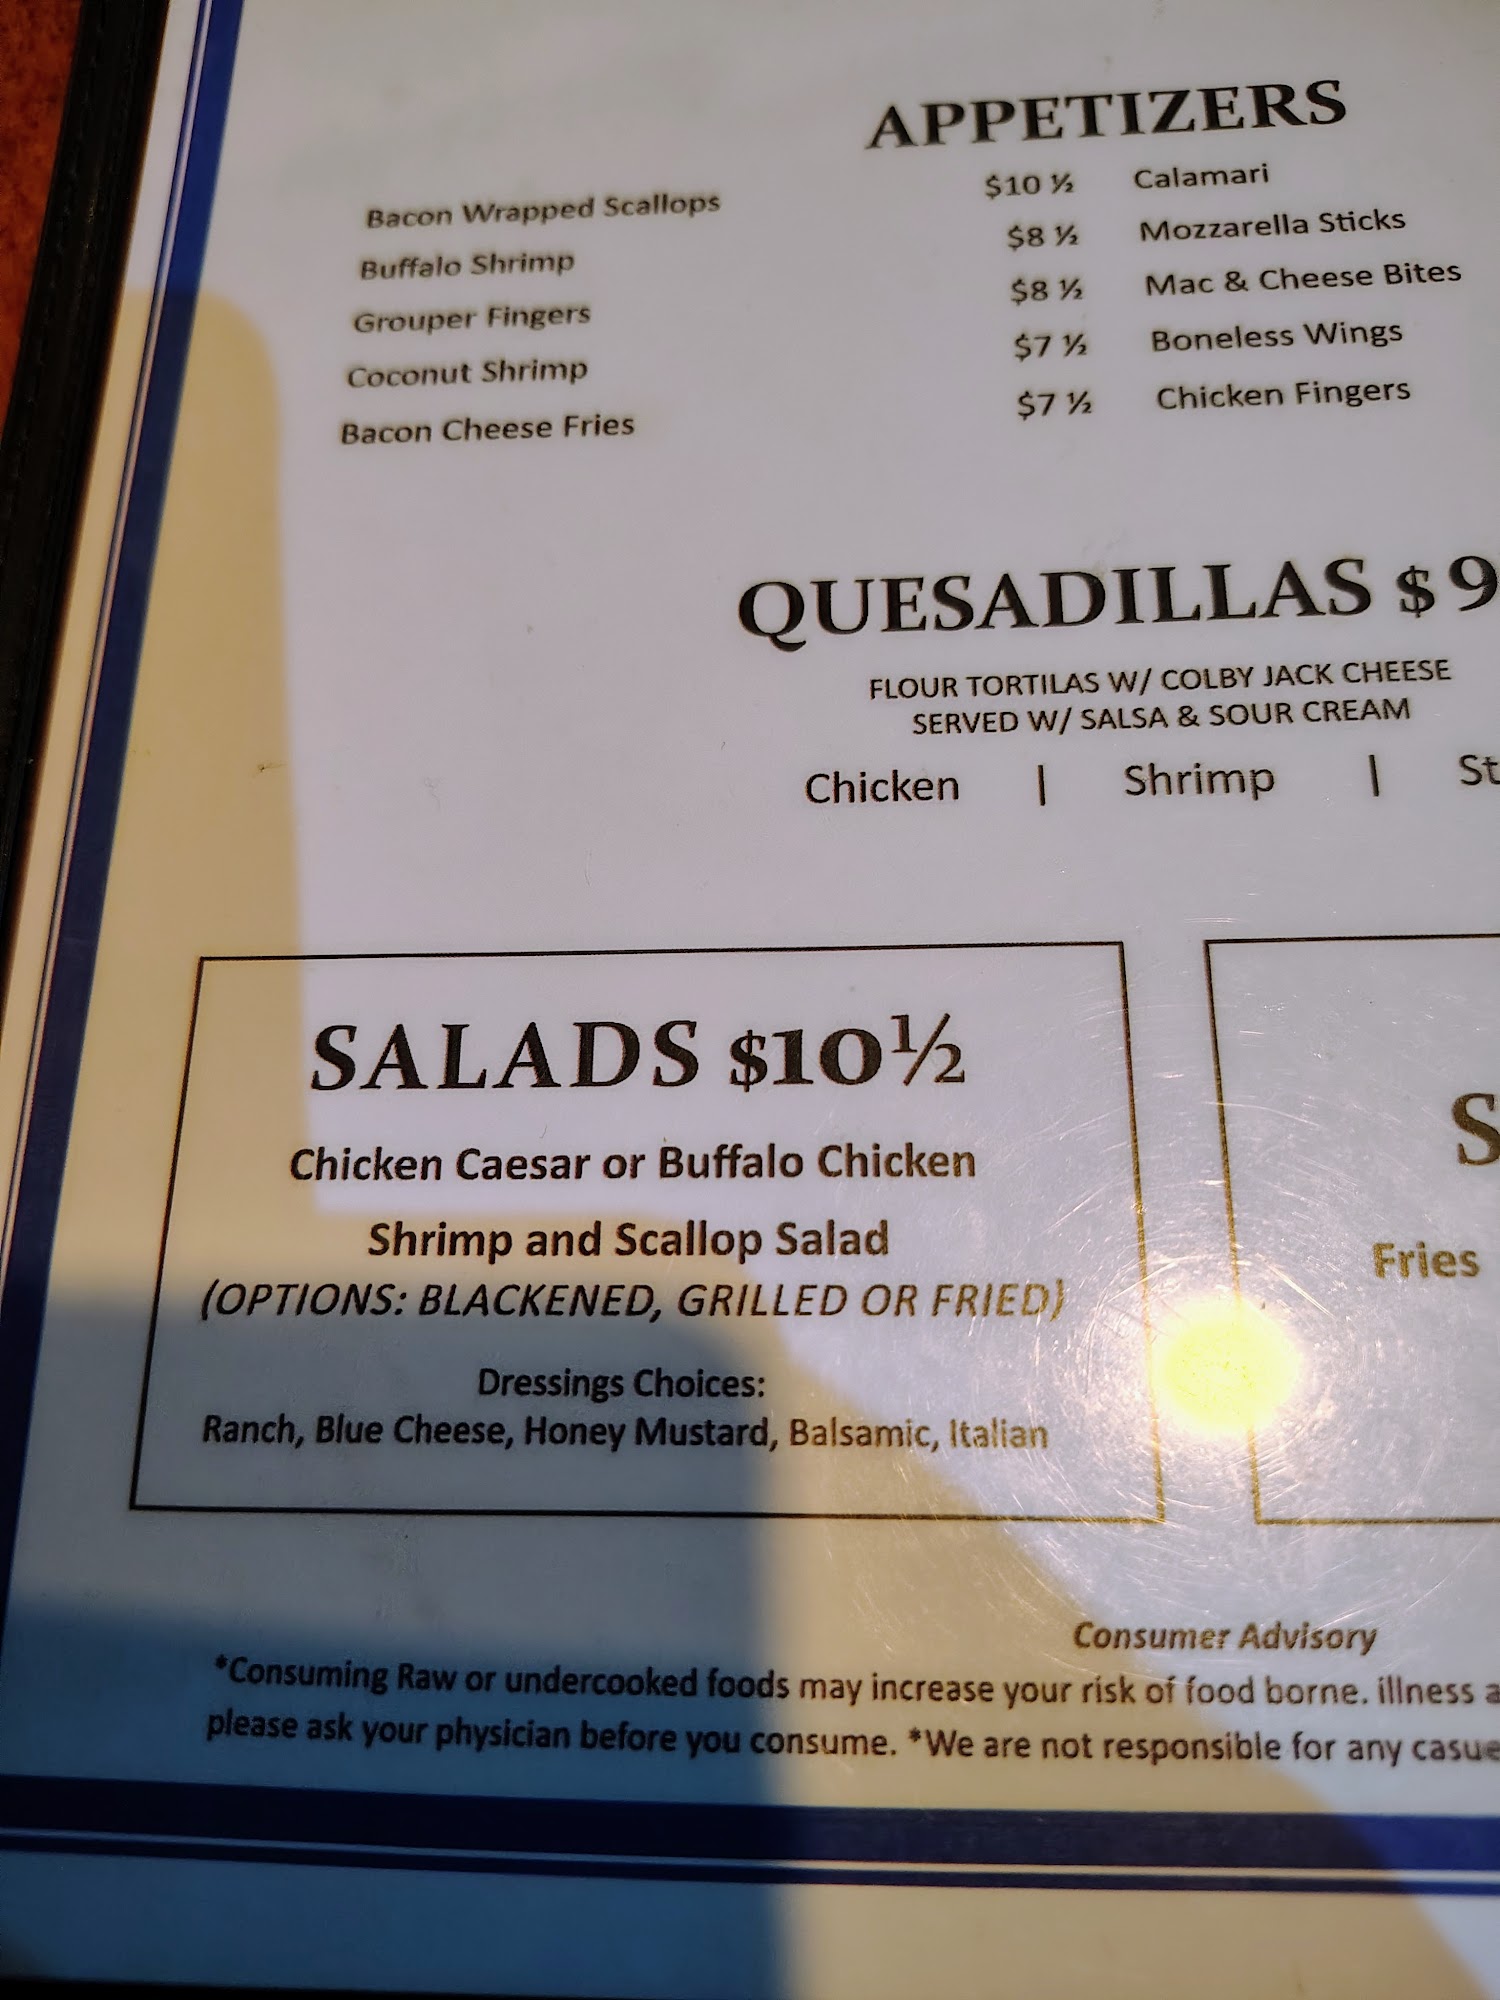 APPETIZERS
Bacon Wrapped Scallops $10 ½ Calamari
Buffalo Shrimp $8 ½ Mozzarella Sticks
Grouper Fingers $8 ½ Mac & Cheese Bites
Coconut Shrimp $7 ½ Boneless Wings
Bacon Cheese Fries $7 ½ Chicken Fingers
QUESADILLAS $9
FLOUR TORTILAS W/ COLBY JACK CHEESE
SERVED W/ SALSA & SOUR CREAM
Chicken | Shrimp | St
SALADS $10½
Chicken Caesar or Buffalo Chicken
Shrimp and Scallop Salad
(OPTIONS: BLACKENED, GRILLED OR FRIED)
Dressings Choices:
Ranch, Blue Cheese, Honey Mustard, Balsamic, Italian
S
Fries
Consumer Advisory
*Consuming Raw or undercooked foods may increase your risk of food borne. illness a
please ask your physician before you consume. *We are not responsible for any casue